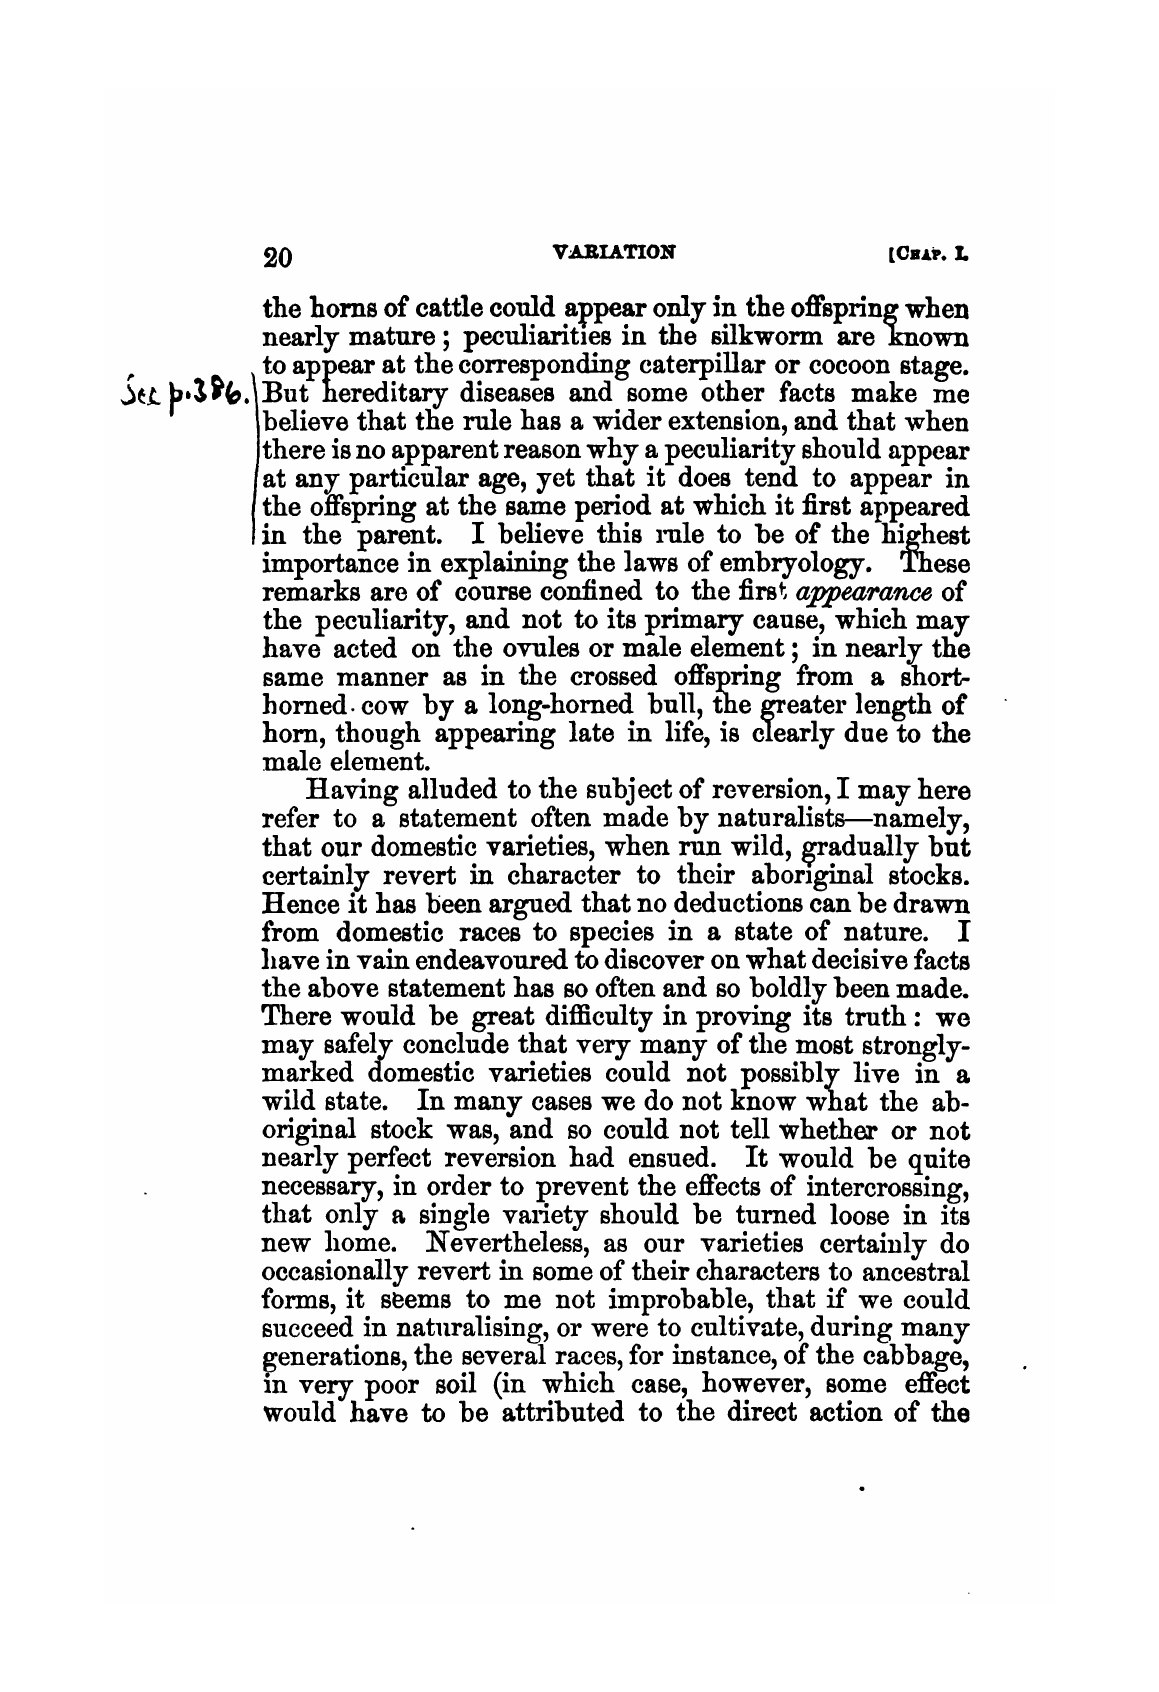 20 VARIATION [CHAP. I.
the horns of cattle could appear only in the offspring when
nearly mature; peculiarities in the silkworm are known
to appear at the corresponding caterpillar or cocoon stage.
See p. 386.
But hereditary diseases and some other facts make me
believe that the rule has a wider extension, and that when
there is no apparent reason why a peculiarity should appear
at any particular age, yet that it does tend to appear in
the offspring at the same period at which it first appeared
in the parent. I believe this rule to be of the highest
importance in explaining the laws of embryology. These
remarks are of course confined to the first appearance of
the peculiarity, and not to its primary cause, which may
have acted on the ovules or male element; in nearly the
same manner as in the crossed offspring from a short-
horned cow by a long-horned bull, the greater length of
horn, though appearing late in life, is clearly due to the
male element.
Having alluded to the subject of reversion, I may here
refer to a statement often made by naturalists—namely,
that our domestic varieties, when run wild, gradually but
certainly revert in character to their aboriginal stocks.
Hence it has been argued that no deductions can be drawn
from domestic races to species in a state of nature. I
have in vain endeavoured to discover on what decisive facts
the above statement has so often and so boldly been made.
There would be great difficulty in proving its truth: we
may safely conclude that very many of the most strongly-
marked domestic varieties could not possibly live in a
wild state. In many cases we do not know what the ab-
original stock was, and so could not tell whether or not
nearly perfect reversion had ensued. It would be quite
necessary, in order to prevent the effects of intercrossing,
that only a single variety should be turned loose in its
new home. Nevertheless, as our varieties certainly do
occasionally revert in some of their characters to ancestral
forms, it seems to me not improbable, that if we could
succeed in naturalising, or were to cultivate, during many
generations, the several races, for instance, of the cabbage,
in very poor soil (in which case, however, some effect
would have to be attributed to the direct action of the